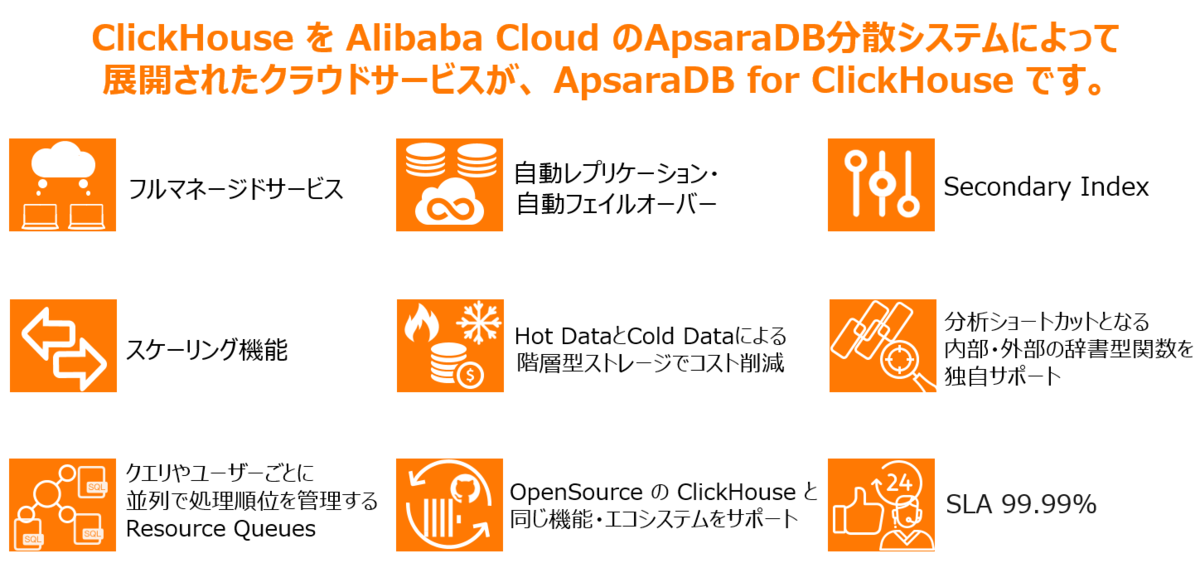 ClickHouse を Alibaba Cloud のApsaraDB分散システムによって
展開されたクラウドサービスが、ApsaraDB for ClickHouse です。
フルマネージドサービス
自動レプリケーション・
自動フェイルオーバー
Secondary Index
スケーリング機能
Hot DataとCold Dataによる
階層型ストレージでコスト削減
$
分析ショートカットとなる
内部・外部の辞書型関数を
独自サポート
SQL
SQL
SQL
クエリやユーザーごとに
並列で処理順位を管理する
Resource Queues
OpenSource の ClickHouse と
同じ機能・エコシステムをサポート
24
SLA 99.99%